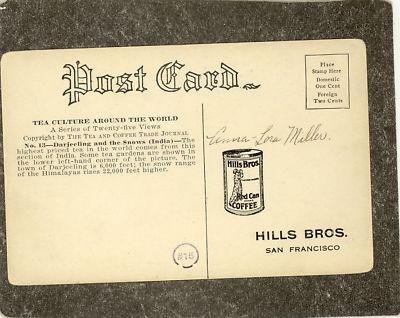 Post Card
Place
Stamp Here
Domestic
One Cent
Foreign
Two Cents
TEA CULTURE AROUND THE WORLD
A Series of Twenty-five Views
Copyright by THE TEA AND COFFEE TRADE JOURNAL
No. 13—Darjeeling and the Snows (India)—The
highest priced tea in the world comes from this
section of India. Some tea gardens are shown in
the lower left-hand corner of the picture. The
town of Darjeeling is 6,000 feet; the snow range
of the Himalayas rises 22,000 feet higher.
Anna-Lora Miller.
Hills Bros
Red Can
COFFEE
HILLS BROS.
SAN FRANCISCO
#15